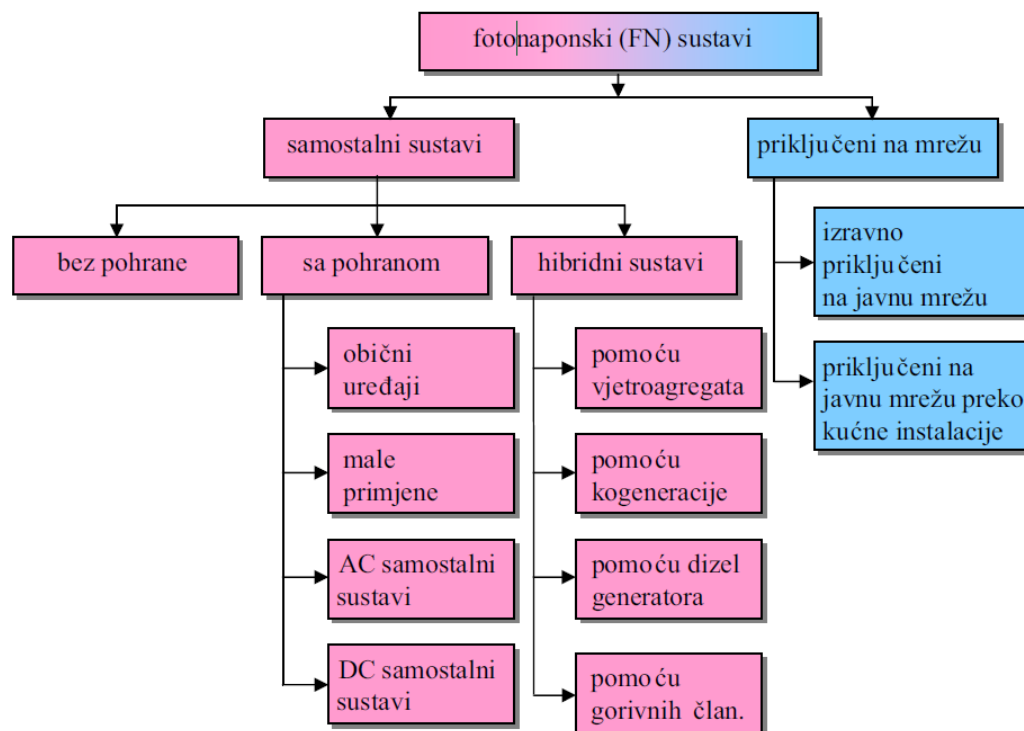 fotonaponski (FN) sustavi
samostalni sustavi
priključeni na mrežu
bez pohrane
sa pohranom
hibridni sustavi
izravno
priključeni
na javnu mrežu
obični
uređaji
pomoću
vjetroagregata
priključeni na
javnu mrežu preko
kućne instalacije
male
primjene
pomoću
kogeneracije
AC samostalni
sustavi
pomoću dizel
generatora
DC samostalni
sustavi
pomoću
gorivnih član.